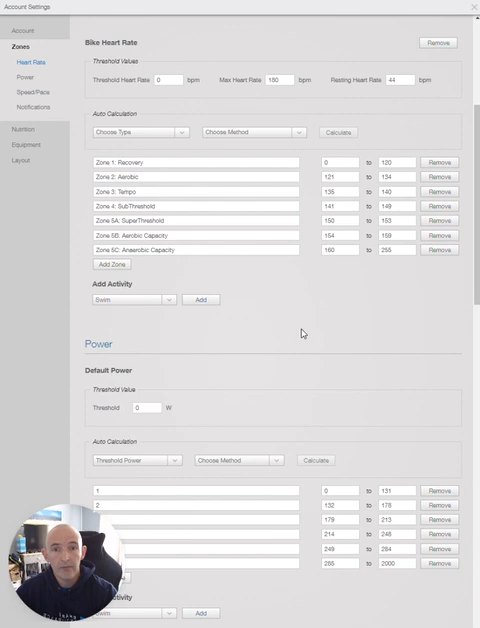 Account Settings
Account
Zones
Heart Rate
Power
Speed/Pace
Notifications
Nutrition
Equipment
Layout
Bike Heart Rate
Remove
Threshold Values
Threshold Heart Rate 0 bpm Max Heart Rate 180 bpm Resting Heart Rate 44 bpm
Auto Calculation
Choose Type Choose Method Calculate
Zone 1: Recovery 0 to 120 Remove
Zone 2: Aerobic 121 to 134 Remove
Zone 3: Tempo 135 to 140 Remove
Zone 4: SubThreshold 141 to 149 Remove
Zone 5A: SuperThreshold 150 to 153 Remove
Zone 5B: Aerobic Capacity 154 to 159 Remove
Zone 5C: Anaerobic Capacity 160 to 255 Remove
Add Zone
Add Activity
Swim Add
Power
Default Power
Threshold Value
Threshold 0 W
Auto Calculation
Threshold Power Choose Method Calculate
1 0 to 131 Remove
2 132 to 178 Remove
179 to 213 Remove
214 to 248 Remove
249 to 284 Remove
285 to 2000 Remove
Swim Add